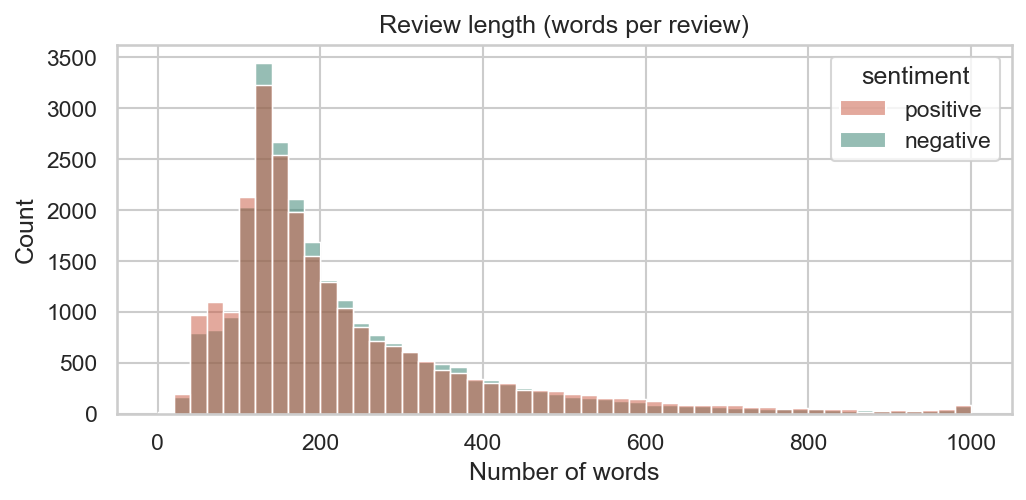 Review length (words per review)
3500
3000
2500
2000
1500
1000
500
0
Count
sentiment
positive
negative
0 200 400 600 800 1000
Number of words